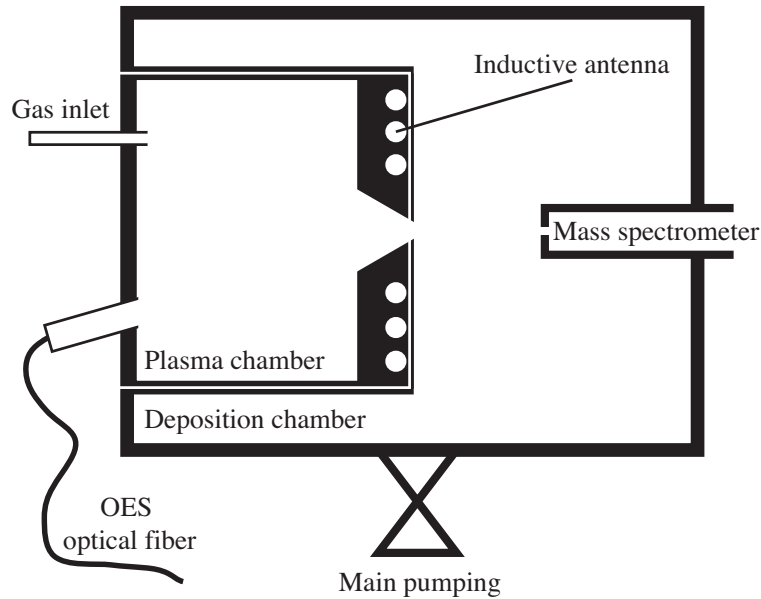 Inductive antenna
Gas inlet
Mass spectrometer
Plasma chamber
Deposition chamber
OES
optical fiber
Main pumping